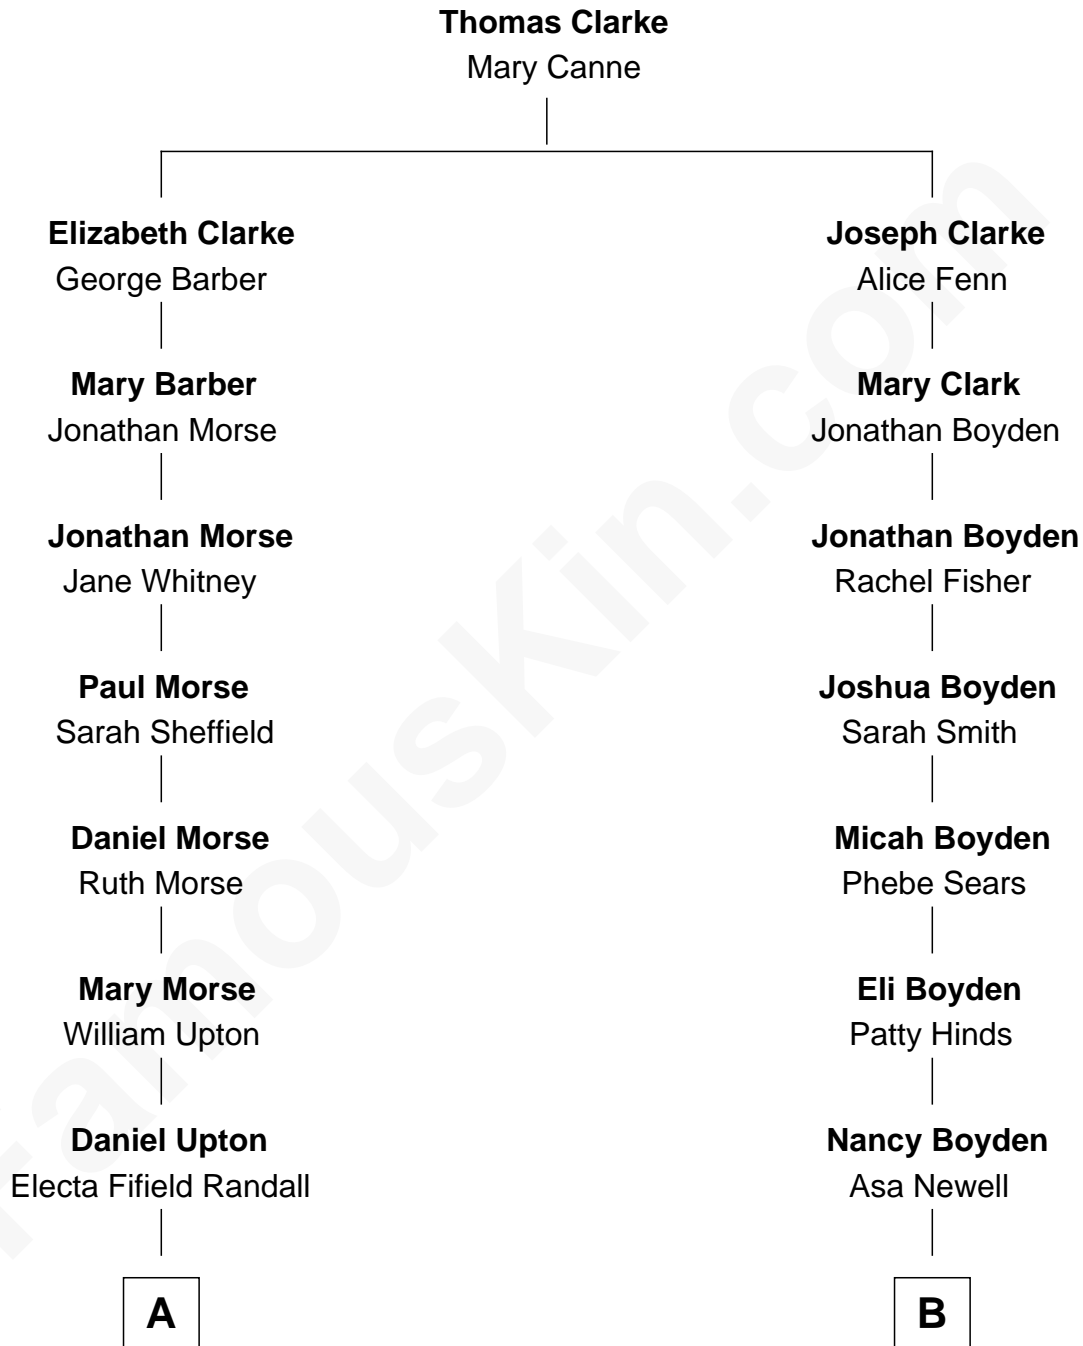 Thomas Clarke
Mary Canne
Elizabeth Clarke
George Barber
Joseph Clarke
Alice Fenn
Mary Barber
Jonathan Morse
Mary Clark
Jonathan Boyden
Jonathan Morse
Jane Whitney
Jonathan Boyden
Rachel Fisher
Paul Morse
Sarah Sheffield
Joshua Boyden
Sarah Smith
Daniel Morse
Ruth Morse
Micah Boyden
Phebe Sears
Mary Morse
William Upton
Eli Boyden
Patty Hinds
Daniel Upton
Electa Fifield Randall
Nancy Boyden
Asa Newell
A
B
FamousKin.com